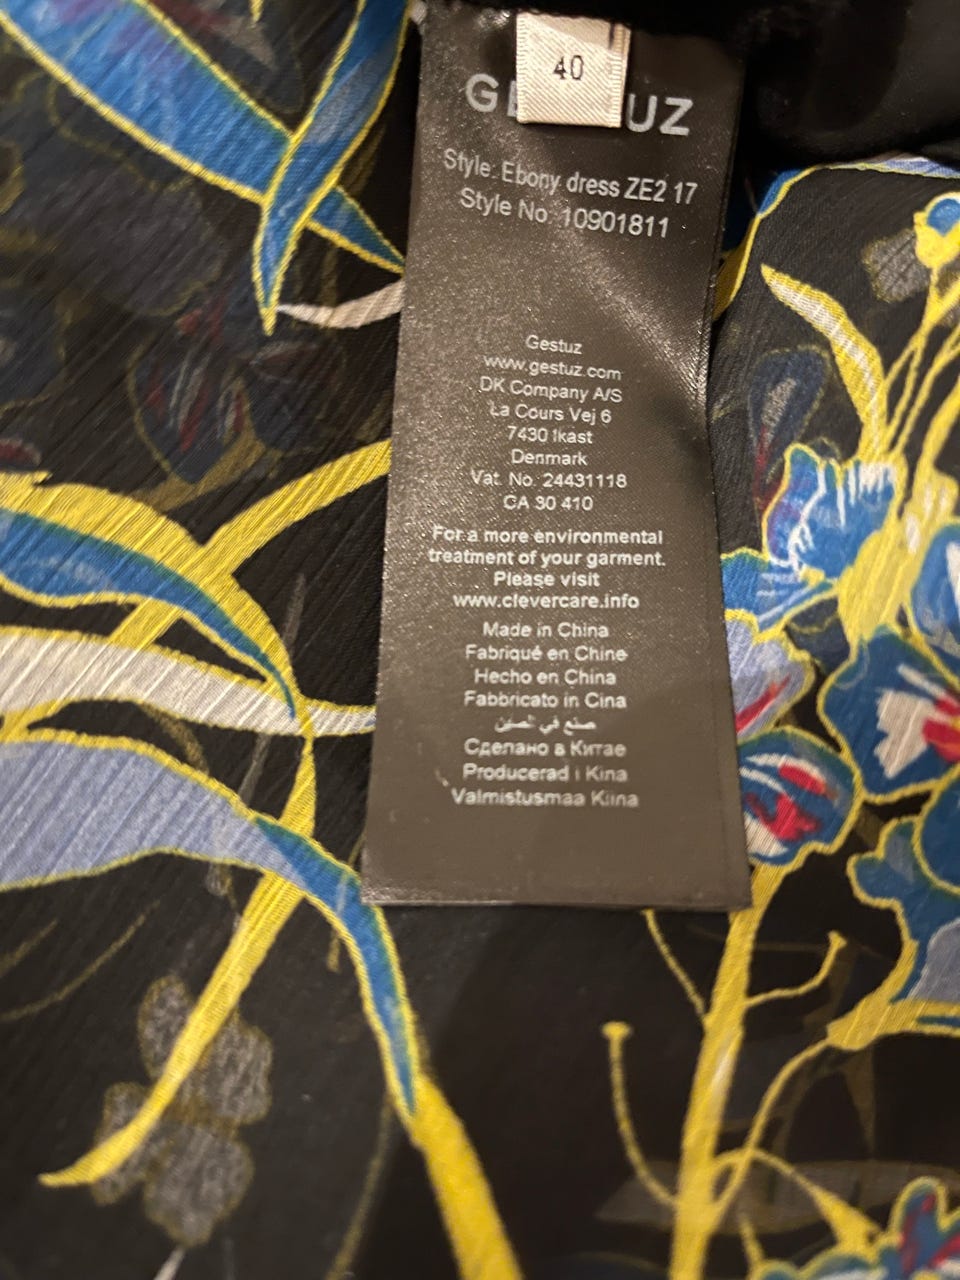 40
Style: Ebony dress ZE2 17
Style No. 10901811
Gestuz
www.gestuz.com
DK Company A/S
La Cours Vej 6
7430 Ikast
Denmark
Vat. No. 24431118
CA 30 410
For a more environmental
treatment of your garment.
Please visit
www.clevercare.info
Made in China
Fabriqué en Chine
Hecho en China
Fabbricato in Cina
صنع في الصين
Сделано в Китае
Producerad i Kina
Valmistusmaa Kiina